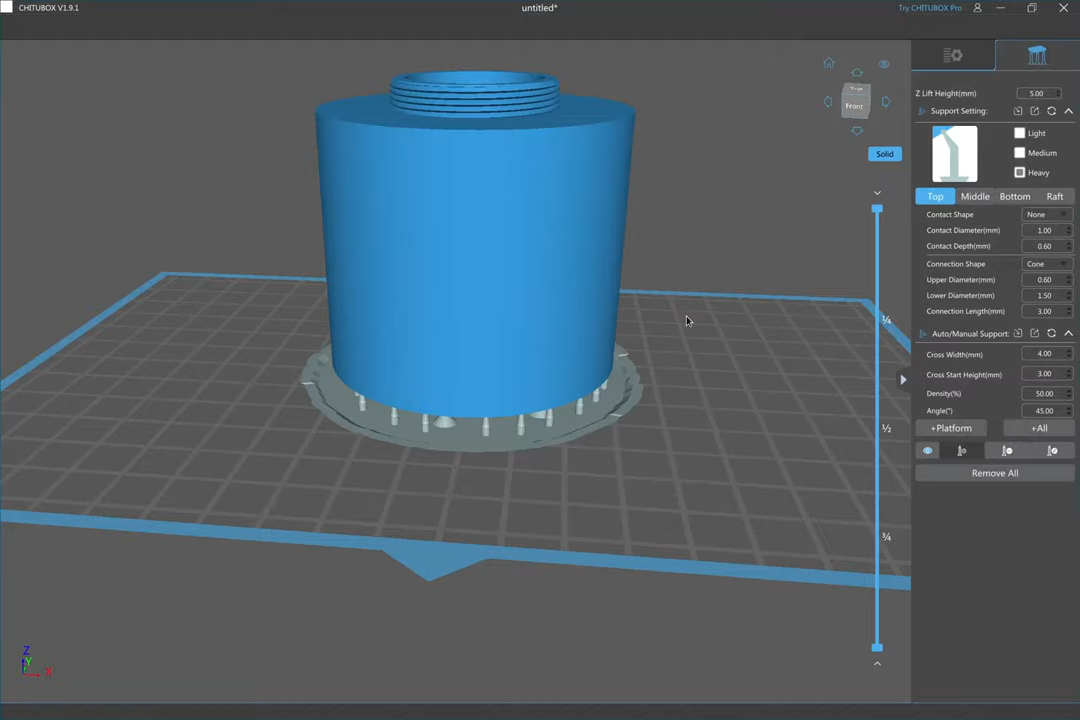 CHITUBOX V1.9.1
untitled*
Try CHITUBOX Pro
Z Lift Height(mm) 5.00
Support Setting:
Light
Medium
Heavy
Top Middle Bottom Raft
Contact Shape None
Contact Diameter(mm) 1.00
Contact Depth(mm) 0.60
Connection Shape Cone
Upper Diameter(mm) 0.60
Lower Diameter(mm) 1.50
Connection Length(mm) 3.00
Auto/Manual Support:
Cross Width(mm) 4.00
Cross Start Height(mm) 3.00
Density(%) 50.00
Angle(°) 45.00
+Platform +All
Remove All
Front
Solid
¼
½
¾
Z
Y
X